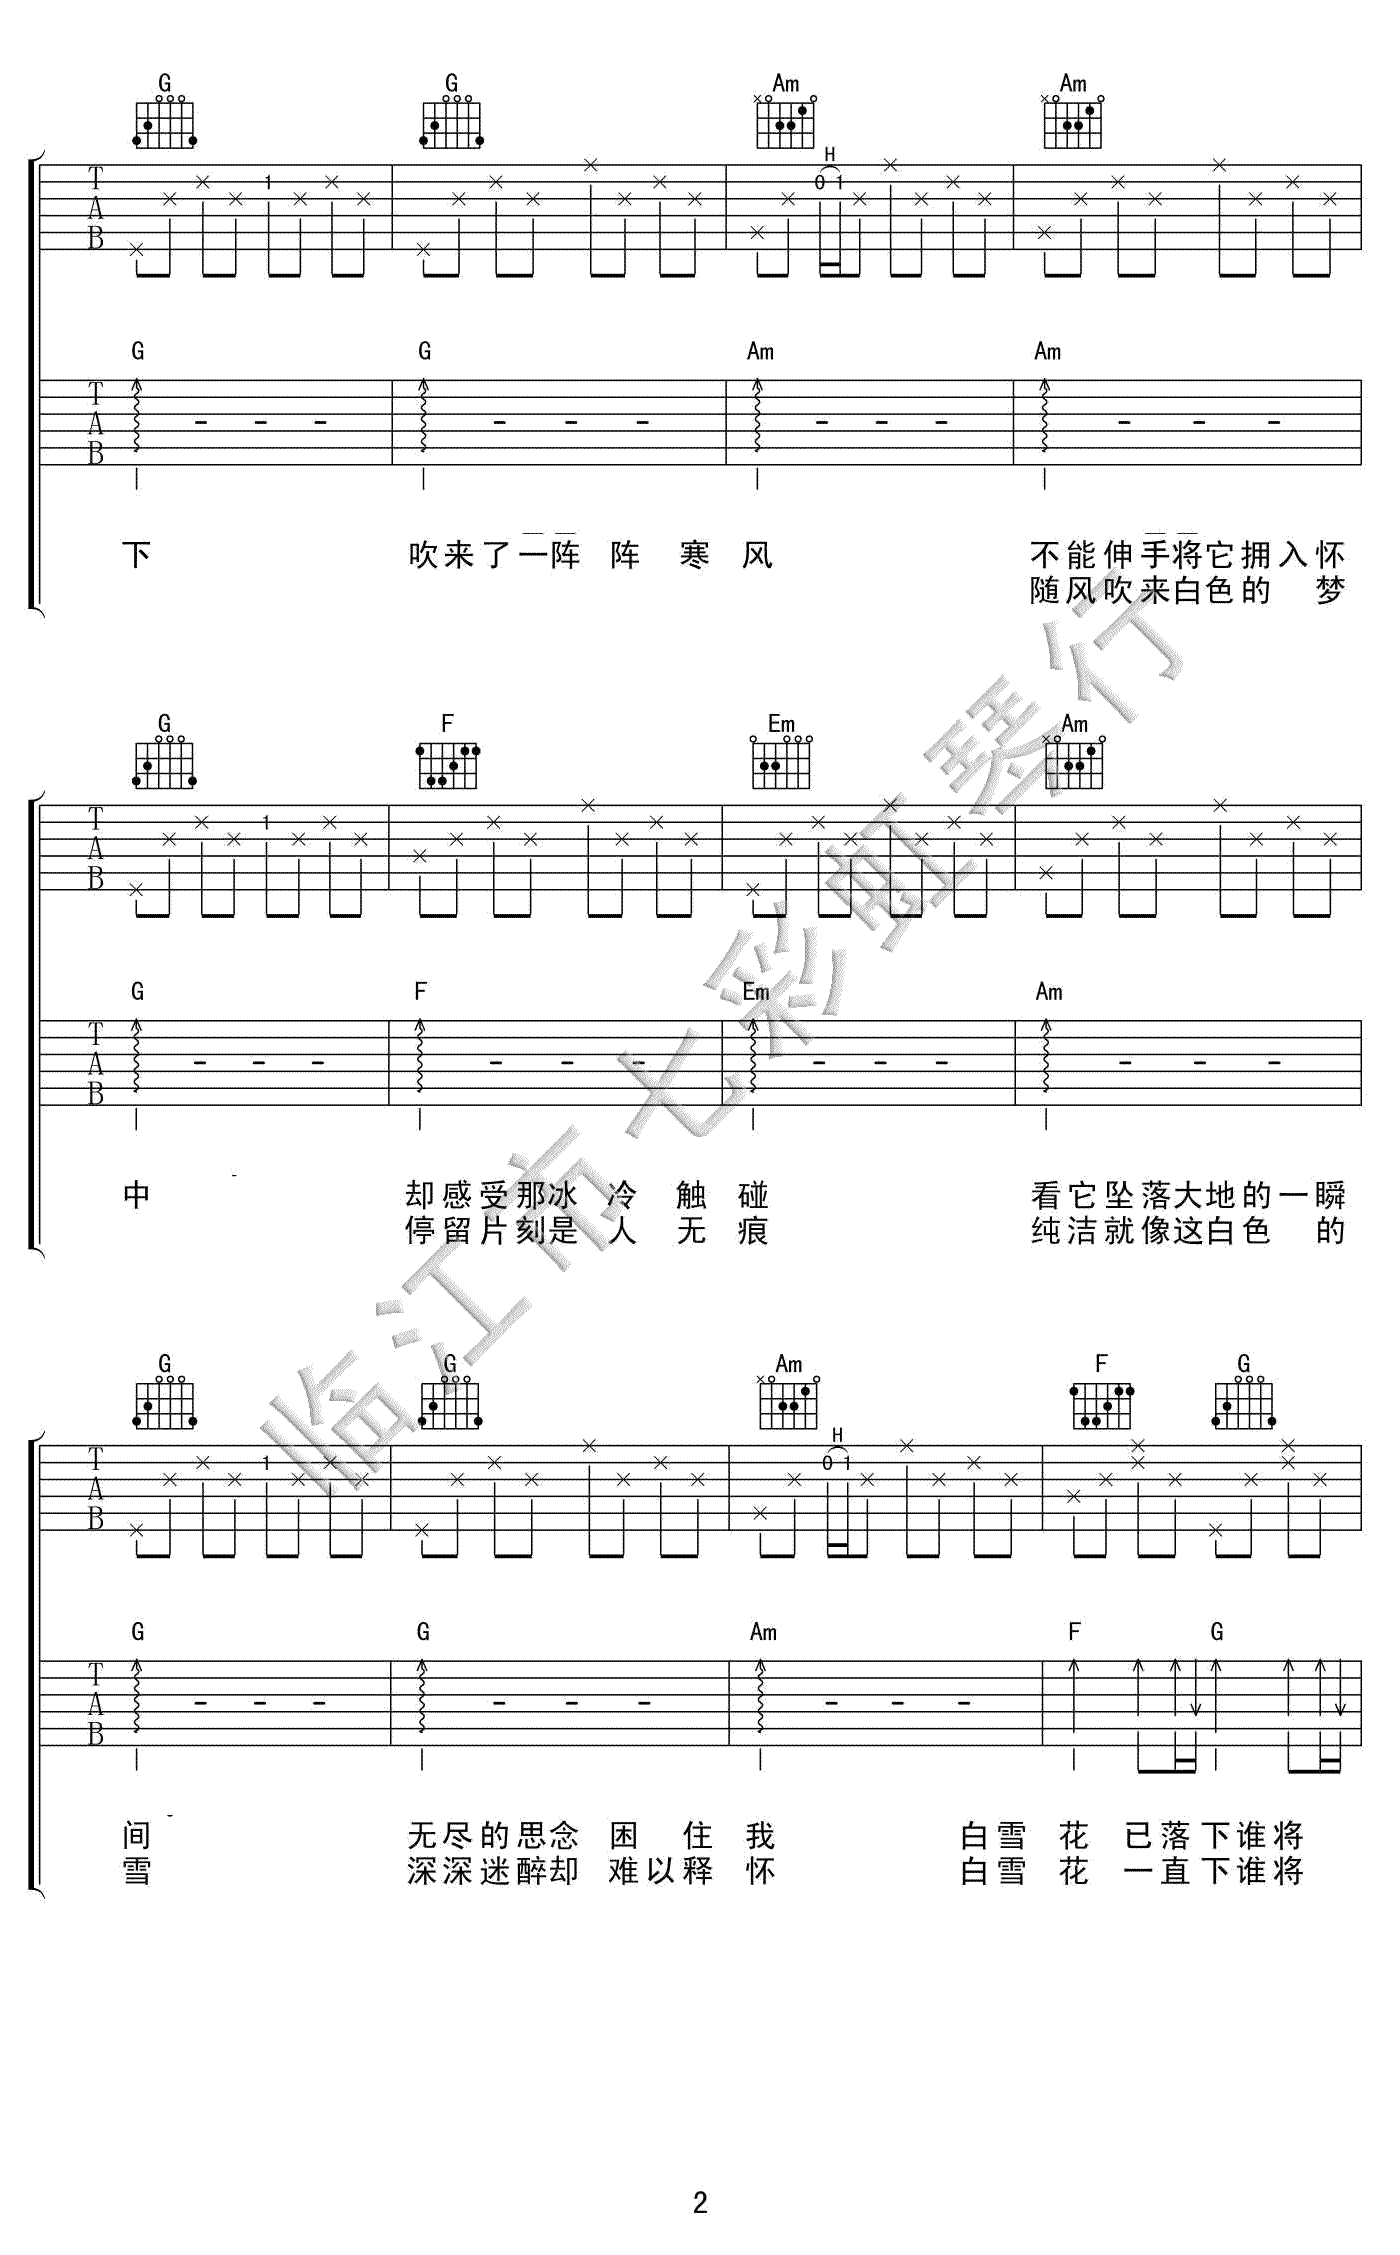 G G Am Am
H
T 1 0 1
A
B
G G Am Am
T
A
B
下 吹来了一阵 阵 寒 风 不能伸手将它拥入怀
随风吹来白色的 梦
G F Em Am
T 1
A
B
G F Em Am
T
A
B
中 却感受那冰 冷 触 碰 看它坠落大地的一瞬
停留片刻是 人 无 痕 纯洁就像这白色 的
G G Am F G
H
T 1 0 1
A
B
G G Am F G
T
A
B
间 无尽的思念 困 住 我 白雪 花 已落下谁将
雪 深深迷醉却 难以释 怀 白雪 花 一直下谁将
临江市七彩虹琴行
2